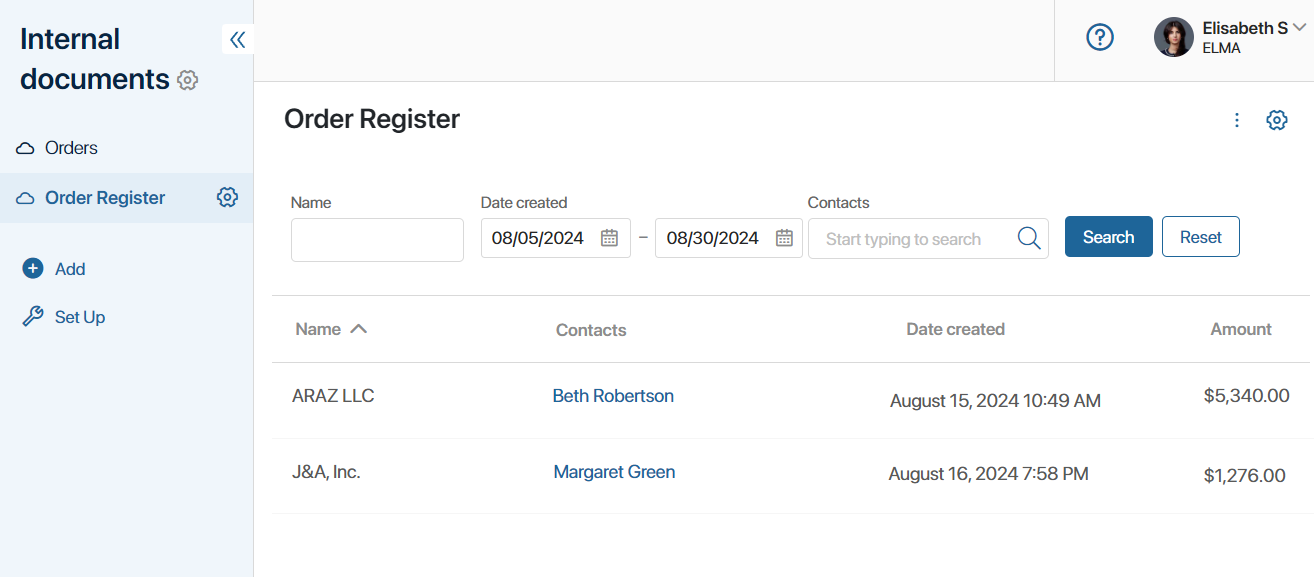 Internal
documents
Elisabeth S
ELMA
Orders
Order Register
Add
Set Up
Order Register
Name
Date created
Contacts
08/05/2024 – 08/30/2024
Start typing to search
Search
Reset
Name Contacts Date created Amount
ARAZ LLC Beth Robertson August 15, 2024 10:49 AM $5,340.00
J&A, Inc. Margaret Green August 16, 2024 7:58 PM $1,276.00